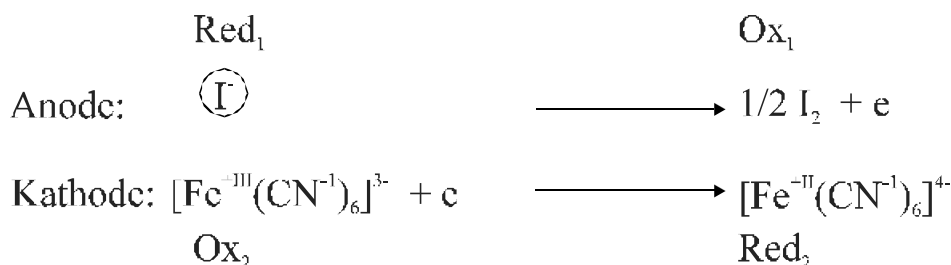 Red₁ Ox₁
Anode: I⁻ 1/2 I₂ + e
Kathode: [Fe⁺ᴵᴵᴵ(CN⁻¹)₆]³⁻ + e [Fe⁺ᴵᴵ(CN⁻¹)₆]⁴⁻
Ox₂ Red₂